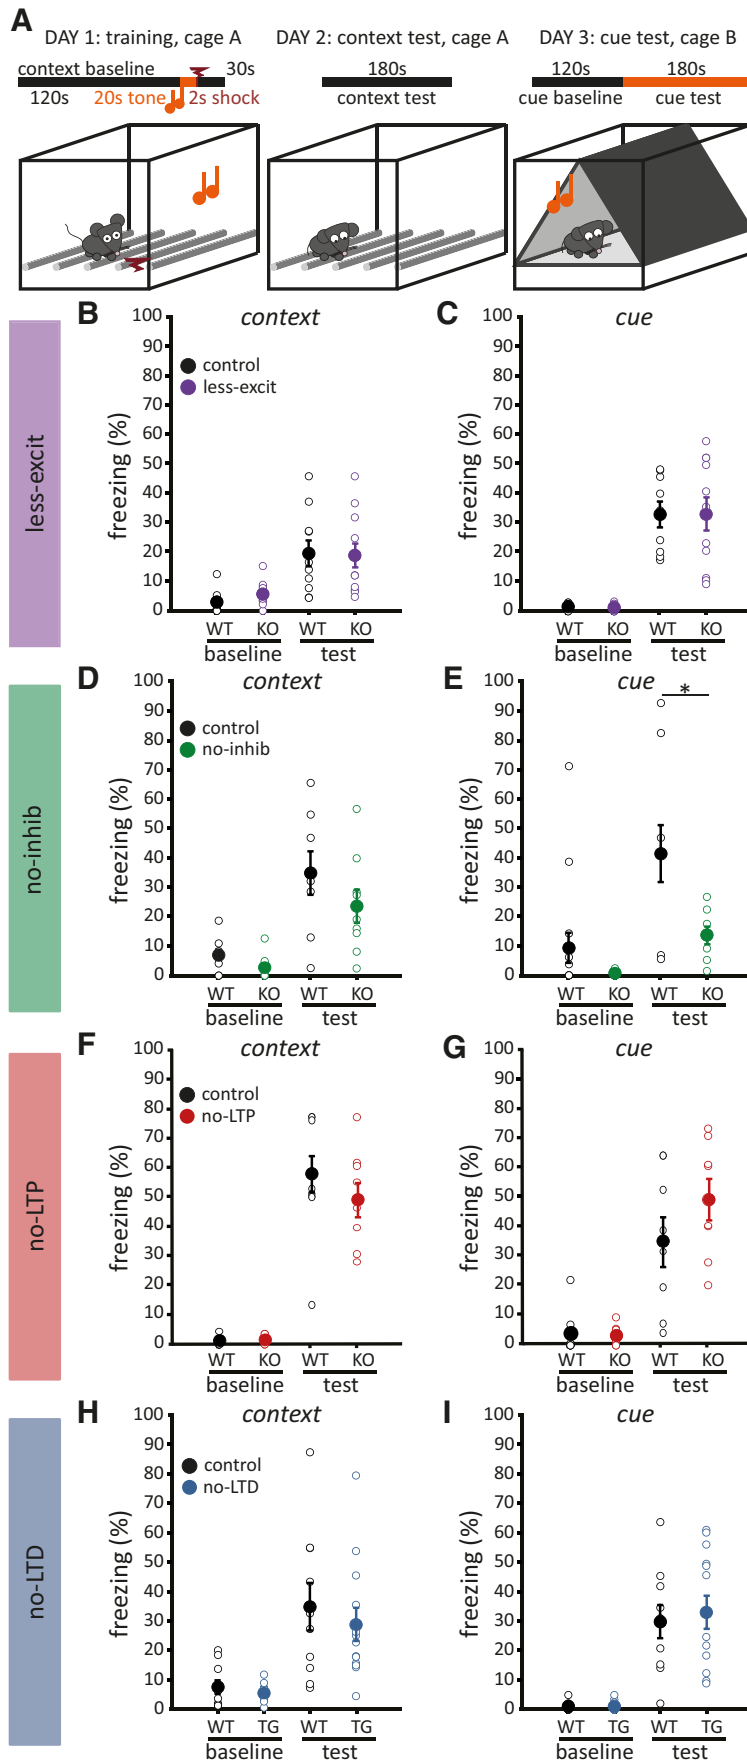 A
DAY 1: training, cage A
DAY 2: context test, cage A
DAY 3: cue test, cage B
context baseline
30s
120s
20s tone
2s shock
180s
context test
120s
180s
cue baseline
cue test
less-excit
B
context
freezing (%)
100
90
80
70
60
50
40
30
20
10
0
control
less-excit
WT
KO
WT
KO
baseline
test
C
cue
freezing (%)
100
90
80
70
60
50
40
30
20
10
0
WT
KO
WT
KO
baseline
test
no-inhib
D
context
freezing (%)
100
90
80
70
60
50
40
30
20
10
0
control
no-inhib
WT
KO
WT
KO
baseline
test
E
cue
*
freezing (%)
100
90
80
70
60
50
40
30
20
10
0
WT
KO
WT
KO
baseline
test
no-LTP
F
context
freezing (%)
100
90
80
70
60
50
40
30
20
10
0
control
no-LTP
WT
KO
WT
KO
baseline
test
G
cue
freezing (%)
100
90
80
70
60
50
40
30
20
10
0
WT
KO
WT
KO
baseline
test
no-LTD
H
context
freezing (%)
100
90
80
70
60
50
40
30
20
10
0
control
no-LTD
WT
TG
WT
TG
baseline
test
I
cue
freezing (%)
100
90
80
70
60
50
40
30
20
10
0
WT
TG
WT
TG
baseline
test